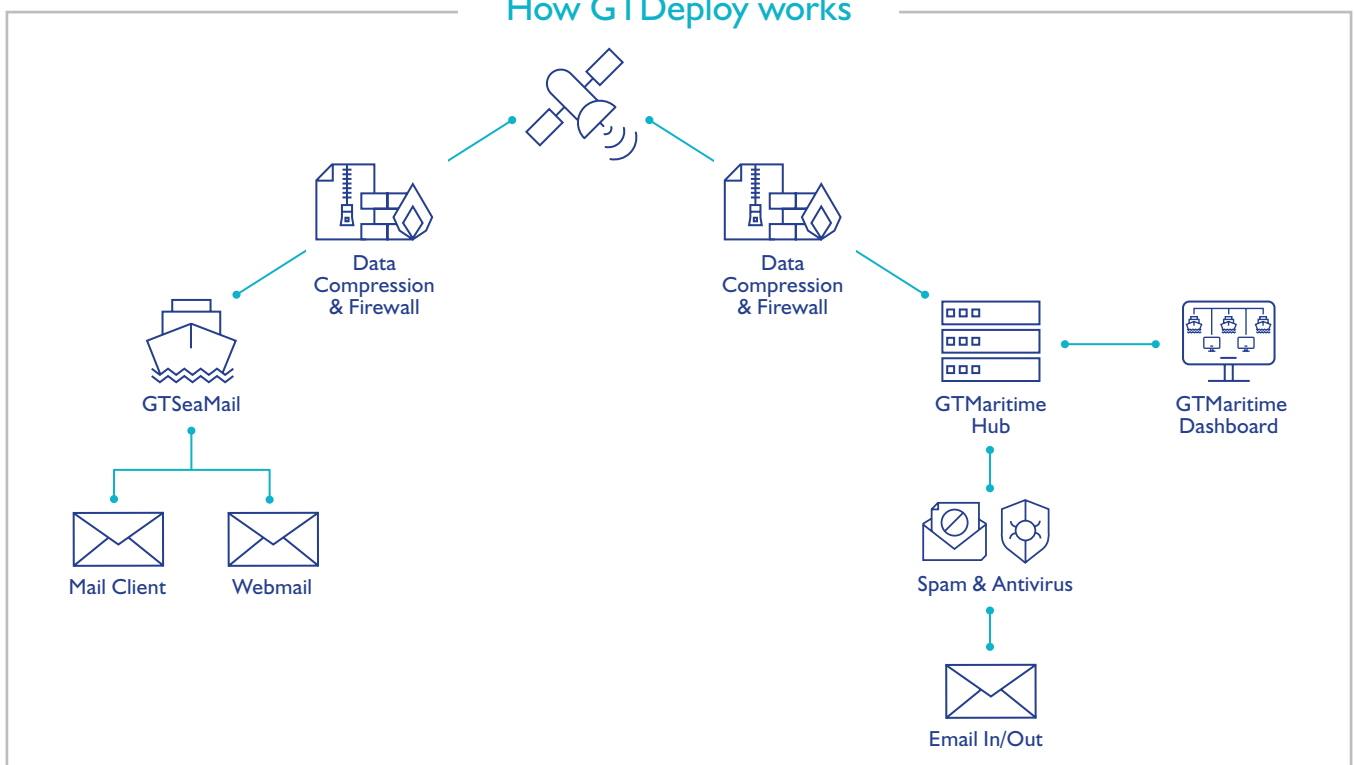 How GTDeploy works
Data
Compression
& Firewall
Data
Compression
& Firewall
GTSeaMail
GTMaritime
Hub
GTMaritime
Dashboard
Mail Client
Webmail
Spam & Antivirus
Email In/Out